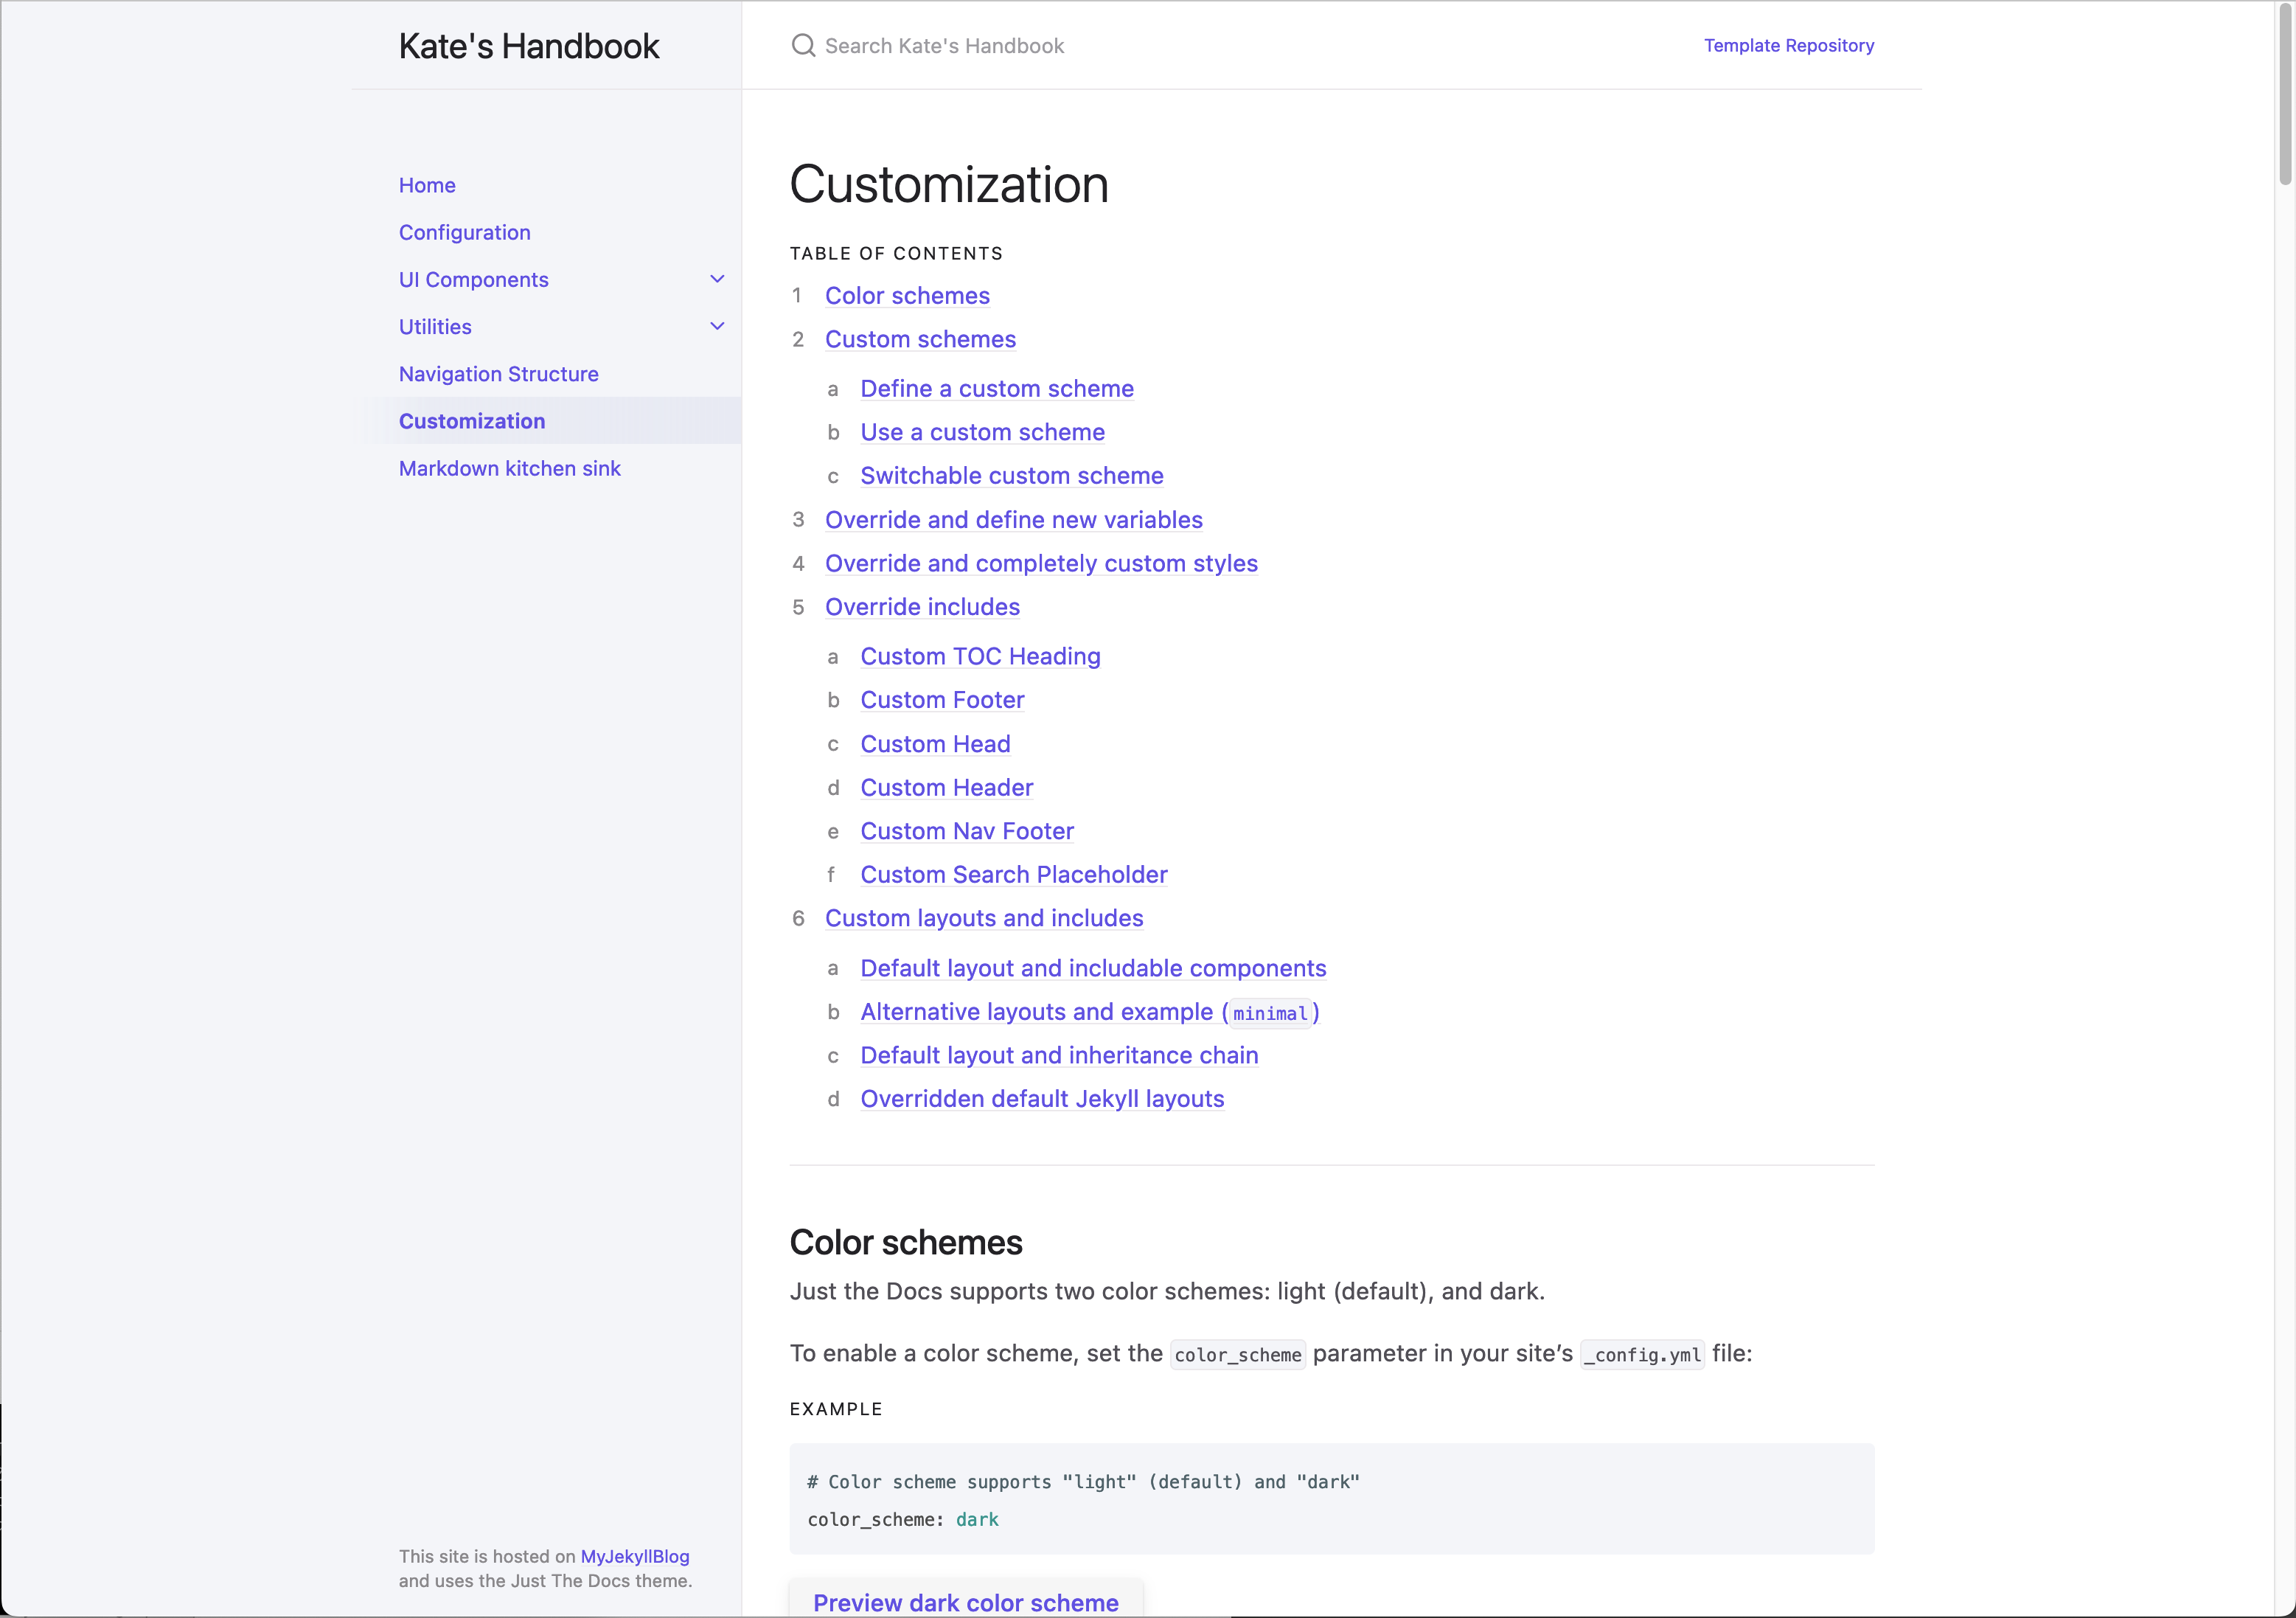 Kate's Handbook
Search Kate's Handbook
Template Repository
Home
Configuration
UI Components
Utilities
Navigation Structure
Customization
Markdown kitchen sink
This site is hosted on MyJekyllBlog
and uses the Just The Docs theme.
Customization
TABLE OF CONTENTS
1 Color schemes
2 Custom schemes
a Define a custom scheme
b Use a custom scheme
c Switchable custom scheme
3 Override and define new variables
4 Override and completely custom styles
5 Override includes
a Custom TOC Heading
b Custom Footer
c Custom Head
d Custom Header
e Custom Nav Footer
f Custom Search Placeholder
6 Custom layouts and includes
a Default layout and includable components
b Alternative layouts and example (minimal)
c Default layout and inheritance chain
d Overridden default Jekyll layouts
Color schemes
Just the Docs supports two color schemes: light (default), and dark.
To enable a color scheme, set the color_scheme parameter in your site’s _config.yml file:
EXAMPLE
# Color scheme supports "light" (default) and "dark"
color_scheme: dark
Preview dark color scheme